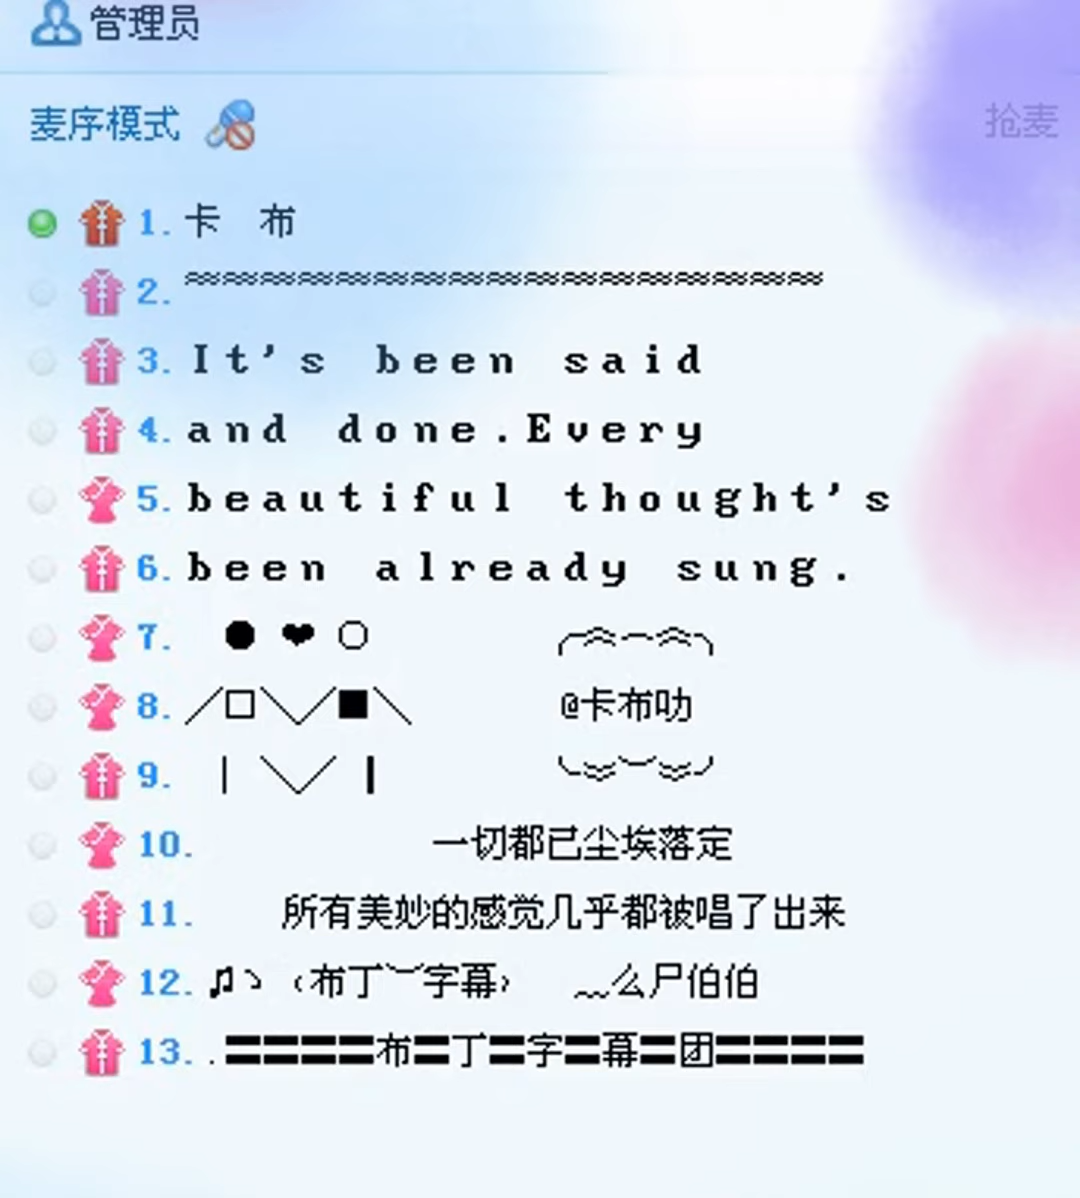 管理员
麦序模式 抢麦
1. 卡 布
2. ≈≈≈≈≈≈≈≈≈≈≈≈≈≈≈≈≈
3. It's been said
4. and done.Every
5. beautiful thought's
6. been already sung.
7. ● ❤ ○ ╭︽︵︽╮
8. ╱□╲╱■╲ @卡布叻
9. | ╲╱ ┃ ╰︾︶︾╯
10. 一切都已尘埃落定
11. 所有美妙的感觉几乎都被唱了出来
12. ♫ゝ ‹布丁︶字幕› ﹏么尸伯伯
13. .〓〓〓〓布〓丁〓字〓幕〓团〓〓〓〓